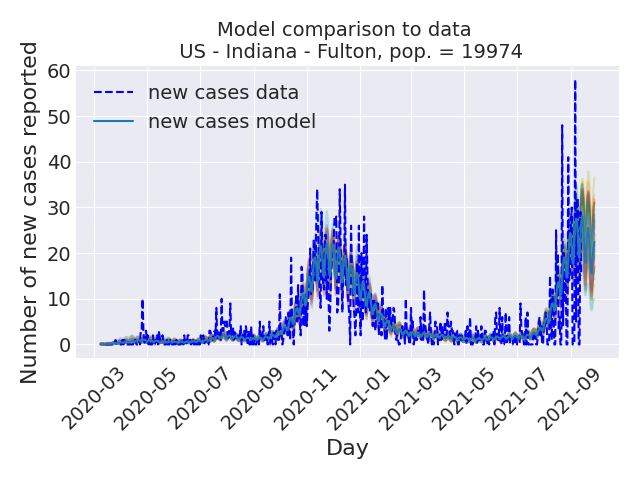 Model comparison to data
US - Indiana - Fulton, pop. = 19974
Number of new cases reported
60
50
40
30
20
10
0
new cases data
new cases model
2020-03
2020-05
2020-07
2020-09
2020-11
2021-01
2021-03
2021-05
2021-07
2021-09
Day